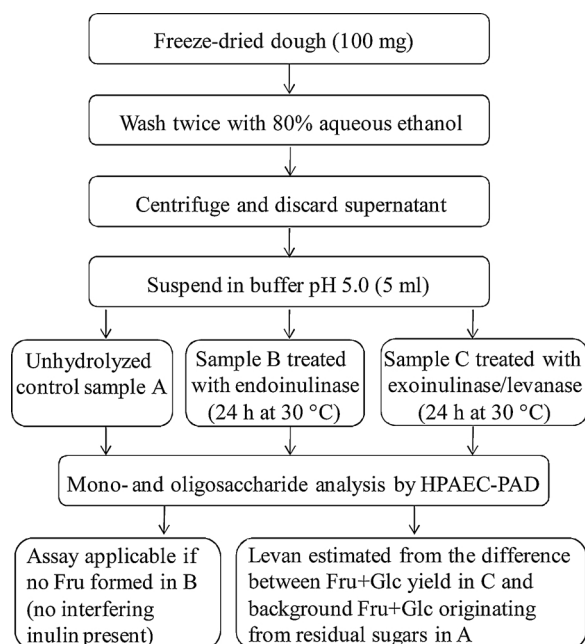 Freeze-dried dough (100 mg)
Wash twice with 80% aqueous ethanol
Centrifuge and discard supernatant
Suspend in buffer pH 5.0 (5 ml)
Unhydrolyzed
control sample A
Sample B treated
with endoinulinase
(24 h at 30 °C)
Sample C treated with
exoinulinase/levanase
(24 h at 30 °C)
Mono- and oligosaccharide analysis by HPAEC-PAD
Assay applicable if
no Fru formed in B
(no interfering
inulin present)
Levan estimated from the difference
between Fru+Glc yield in C and
background Fru+Glc originating
from residual sugars in A